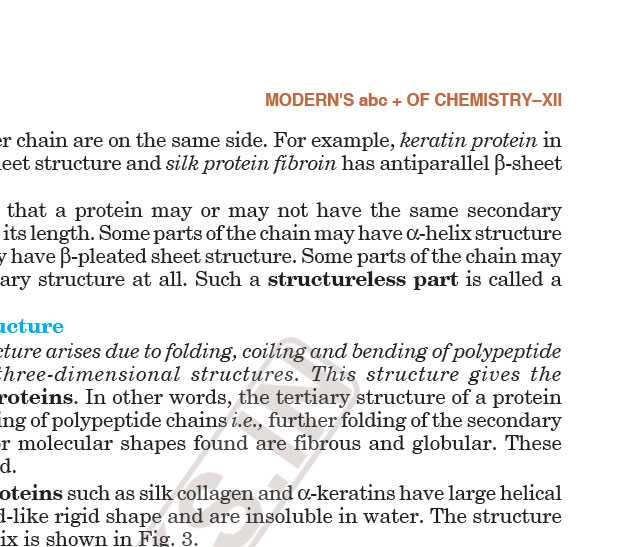 MODERN'S abc + OF CHEMISTRY–XII
er chain are on the same side. For example, keratin protein in
eet structure and silk protein fibroin has antiparallel β-sheet
that a protein may or may not have the same secondary
its length. Some parts of the chain may have α-helix structure
y have β-pleated sheet structure. Some parts of the chain may
ary structure at all. Such a structureless part is called a
ucture
cture arises due to folding, coiling and bending of polypeptide
three-dimensional structures. This structure gives the
roteins. In other words, the tertiary structure of a protein
ing of polypeptide chains i.e., further folding of the secondary
or molecular shapes found are fibrous and globular. These
d.
oteins such as silk collagen and α-keratins have large helical
d-like rigid shape and are insoluble in water. The structure
ix is shown in Fig. 3.
S.IN